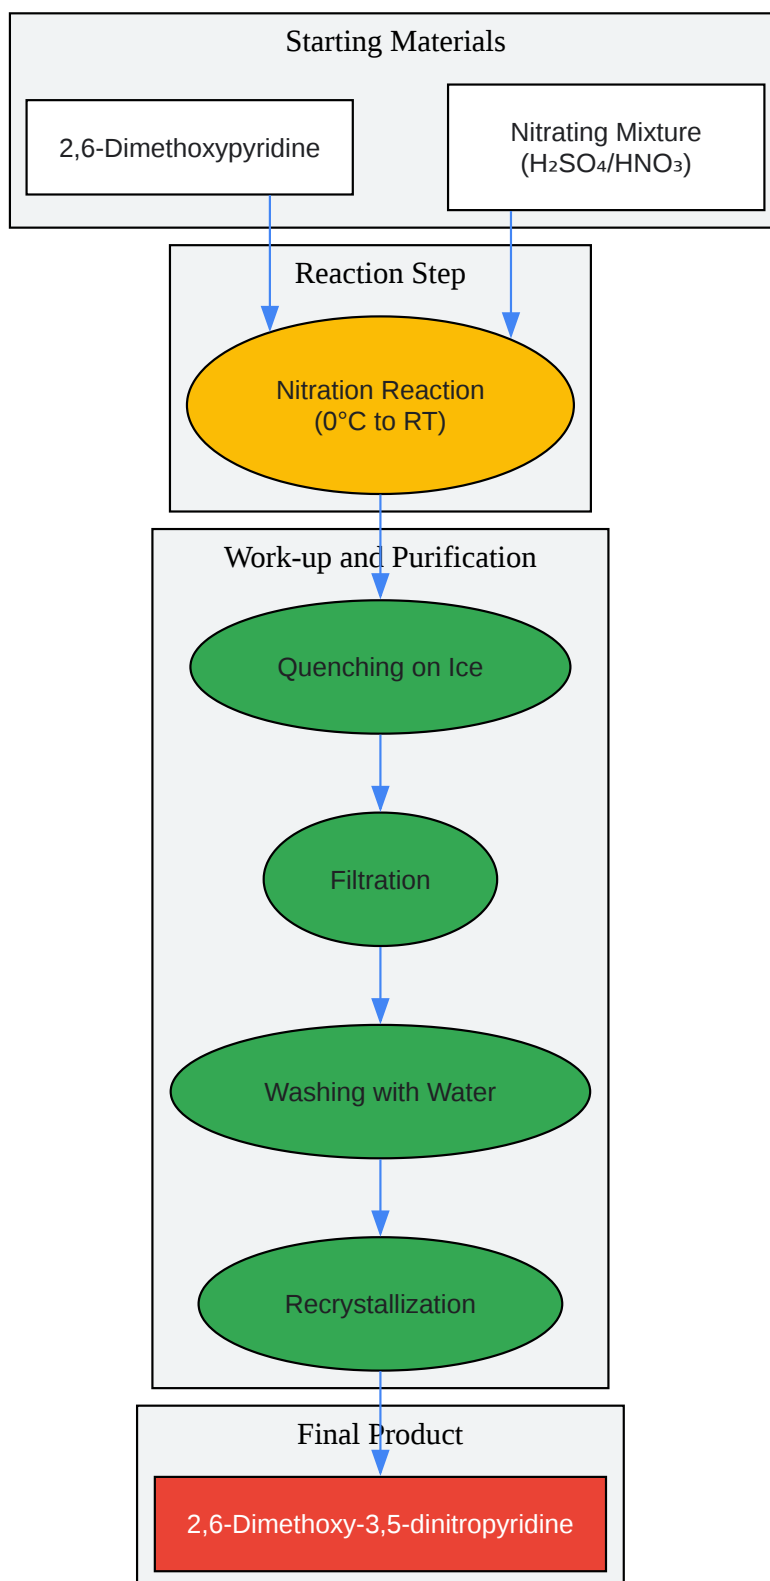 Starting Materials
2,6-Dimethoxypyridine
Nitrating Mixture
(H₂SO₄/HNO₃)
Reaction Step
Nitration Reaction
(0°C to RT)
Work-up and Purification
Quenching on Ice
Filtration
Washing with Water
Recrystallization
Final Product
2,6-Dimethoxy-3,5-dinitropyridine